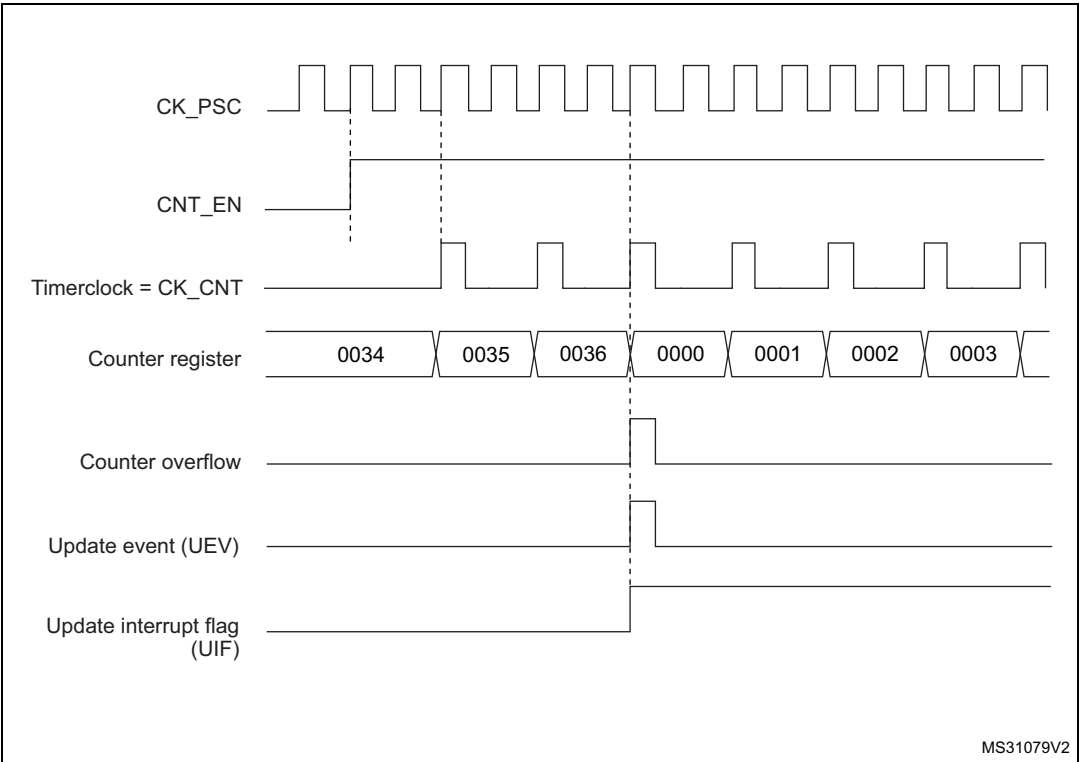 CK_PSC
CNT_EN
Timerclock = CK_CNT
Counter register
0034 0035 0036 0000 0001 0002 0003
Counter overflow
Update event (UEV)
Update interrupt flag
(UIF)
MS31079V2